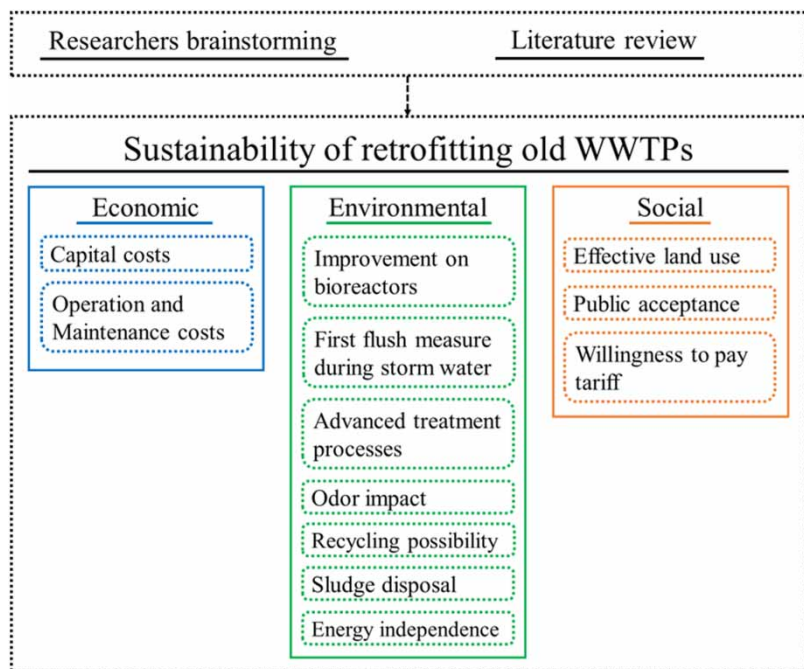 Researchers brainstorming
Literature review
Sustainability of retrofitting old WWTPs
Economic
Capital costs
Operation and
Maintenance costs
Environmental
Improvement on
bioreactors
First flush measure
during storm water
Advanced treatment
processes
Odor impact
Recycling possibility
Sludge disposal
Energy independence
Social
Effective land use
Public acceptance
Willingness to pay
tariff